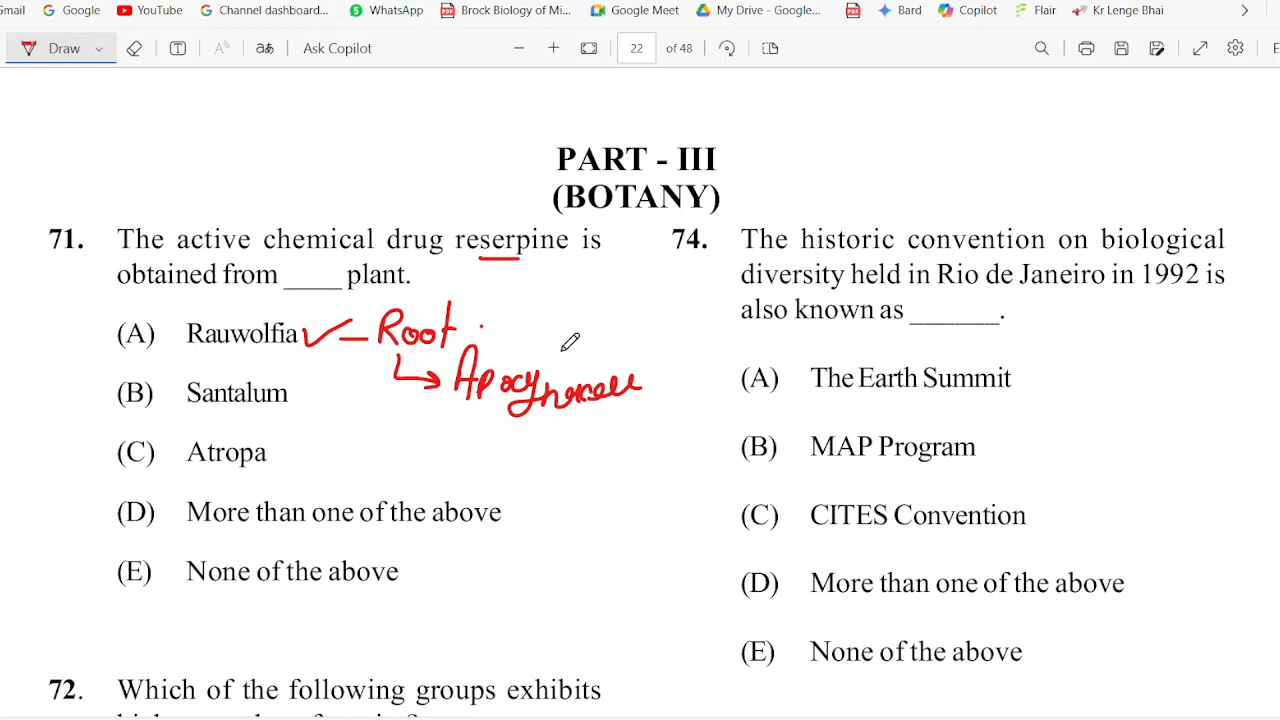 Gmail Google YouTube Channel dashboard... WhatsApp Brock Biology of Mi... Google Meet My Drive - Google... Bard Copilot Flair Kr Lenge Bhai
Draw Ask Copilot 22 of 48
PART - III
(BOTANY)
71. The active chemical drug reserpine is
obtained from ____ plant.
(A) Rauwolfia – Root
Apocynaceae
(B) Santalum
(C) Atropa
(D) More than one of the above
(E) None of the above
72. Which of the following groups exhibits
74. The historic convention on biological
diversity held in Rio de Janeiro in 1992 is
also known as ______.
(A) The Earth Summit
(B) MAP Program
(C) CITES Convention
(D) More than one of the above
(E) None of the above